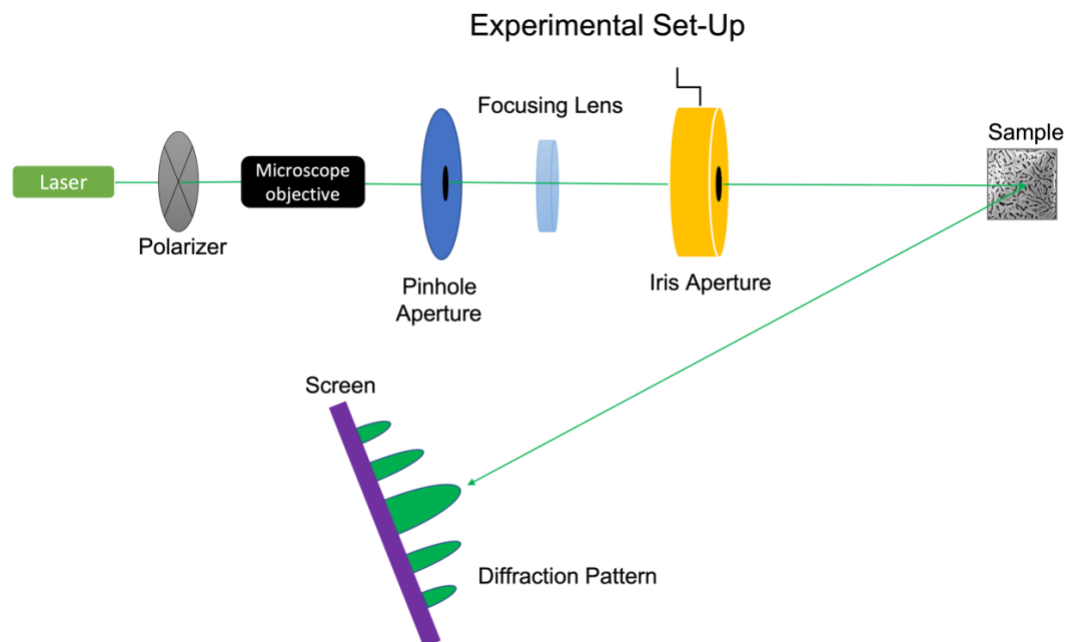 Experimental Set-Up
Focusing Lens
Sample
Laser
Microscope
objective
Polarizer
Pinhole
Aperture
Iris Aperture
Screen
Diffraction Pattern